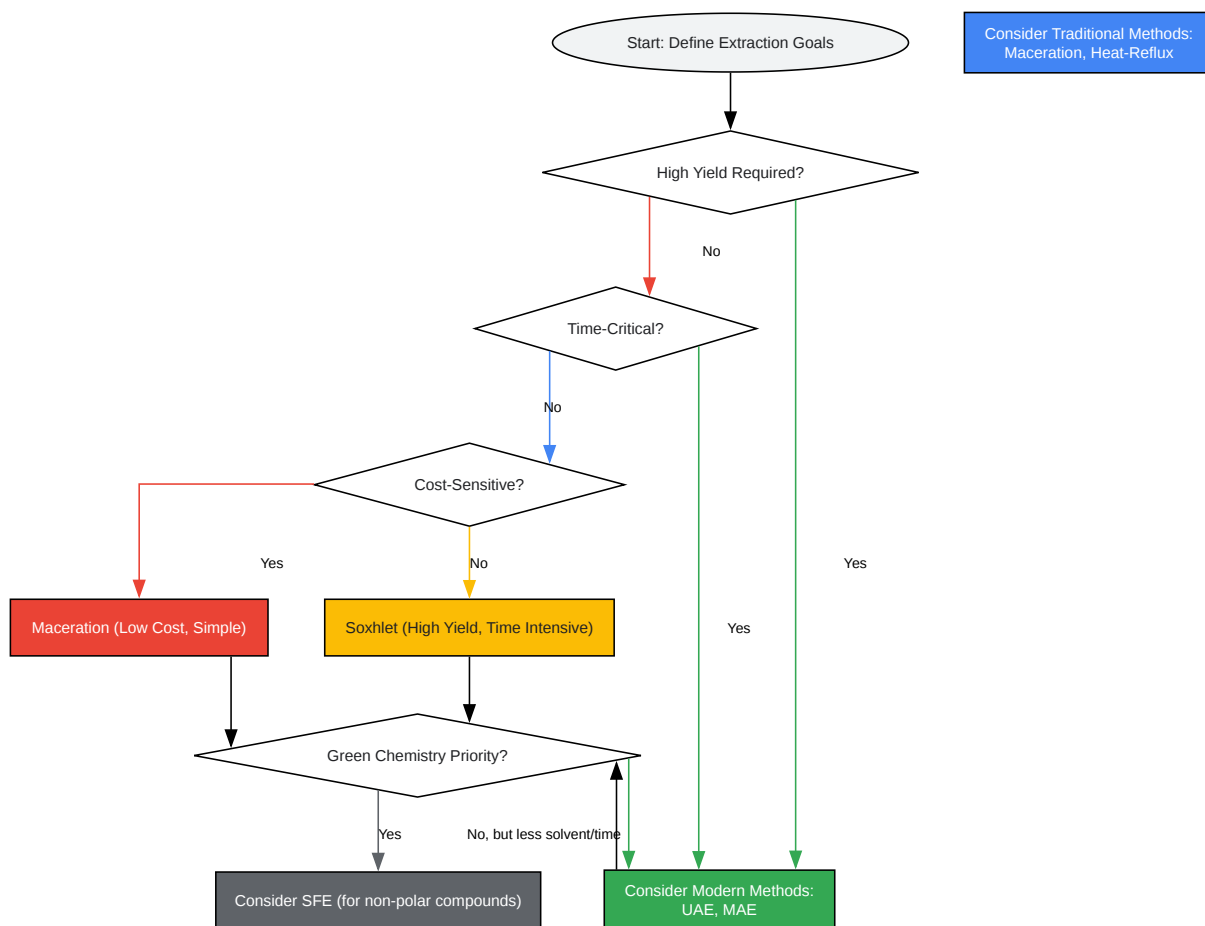 Start: Define Extraction Goals
Consider Traditional Methods:
Maceration, Heat-Reflux
High Yield Required?
No
Time-Critical?
No
Cost-Sensitive?
Yes
No
Yes
Maceration (Low Cost, Simple)
Soxhlet (High Yield, Time Intensive)
Yes
Green Chemistry Priority?
Yes
No, but less solvent/time
Consider SFE (for non-polar compounds)
Consider Modern Methods:
UAE, MAE